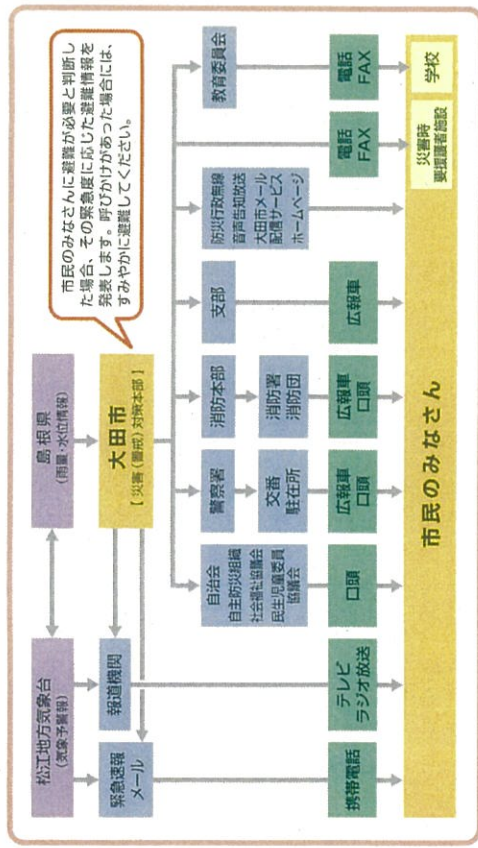 松江地方気象台
(気象予警報)
島根県
(雨量・水位情報)
大田市
【 災害(警戒)対策本部 】
市民のみなさんに避難が必要と判断し
た場合、その緊急度に応じた避難情報を
発表します。呼びかけがあった場合には、
すみやかに避難してください。
緊急速報
メール
報道機関
自治会
自主防災組織
社会福祉協議会
民生児童委員
協議会
警察署
消防本部
支部
防災行政無線
音声告知放送
大田市メール
配信サービス
ホームページ
教育委員会
交番
駐在所
消防署
消防団
携帯電話
テレビ
ラジオ放送
口頭
広報車
口頭
広報車
口頭
広報車
電話
FAX
電話
FAX
災害時
要援護者施設
学校
市民のみなさん